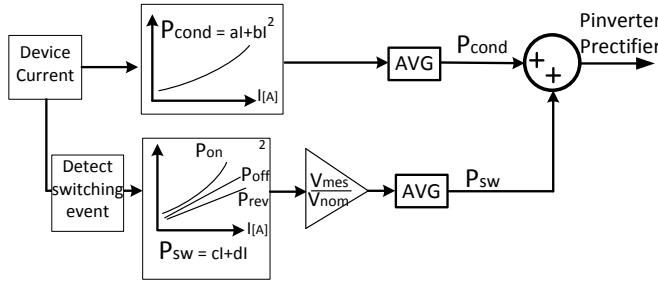 Device
Current
Pcond = aI+bI²
I[A]
AVG
Pcond
+
+
Pinverter
Prectifier
Detect
switching
event
Pon
2
Poff
Prev
I[A]
Psw = cI+dI
Vmes
Vnom
AVG
Psw